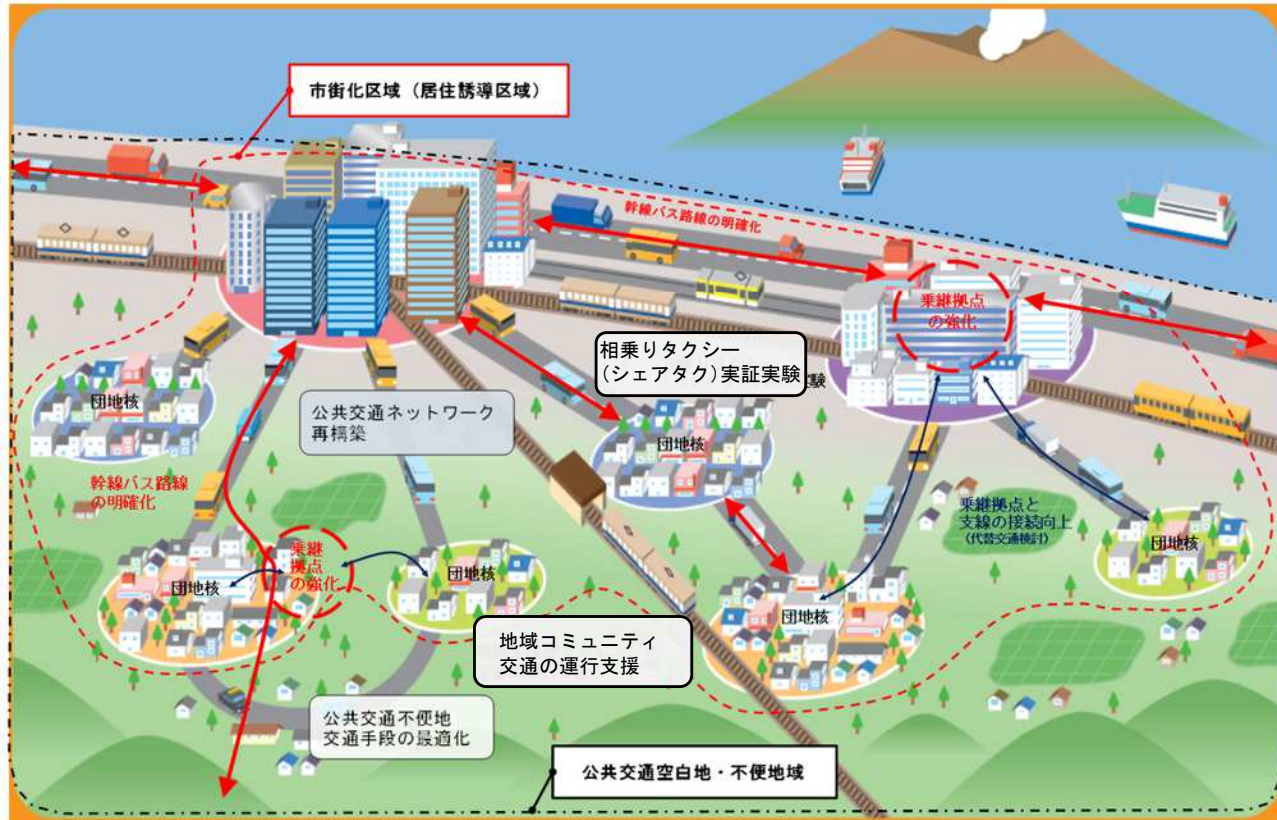 市街化区域（居住誘導区域）
幹線バス路線の明確化
乗継拠点
の強化
相乗りタクシー
(シェアタク)実証実験
験
団地核
公共交通ネットワーク
再構築
団地核
幹線バス路線
の明確化
乗継拠点と
支線の接続向上
(代替交通検討)
団地核
乗継
拠点
の強化
団地核
団地核
団地核
地域コミュニティ
交通の運行支援
公共交通不便地
交通手段の最適化
公共交通空白地・不便地域